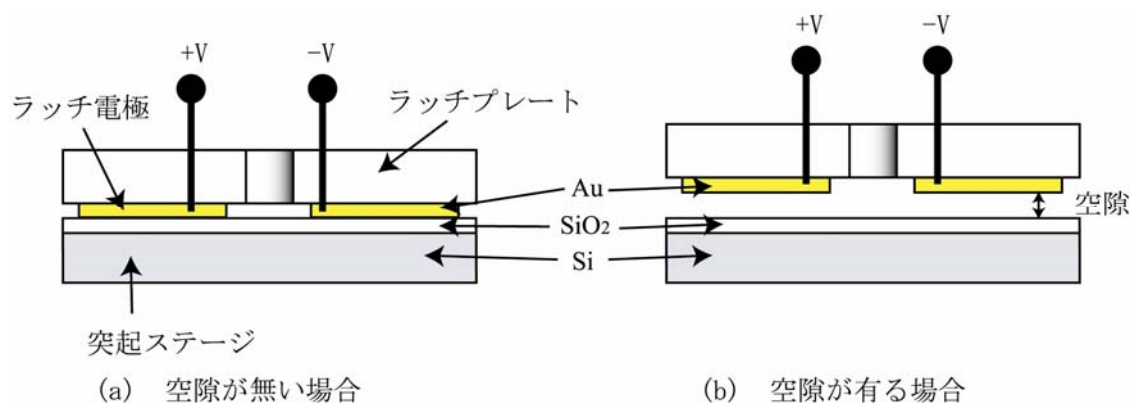 +V
-V
ラッチ電極
ラッチプレート
Au
SiO2
Si
突起ステージ
(a) 空隙が無い場合
+V
-V
空隙
(b) 空隙が有る場合